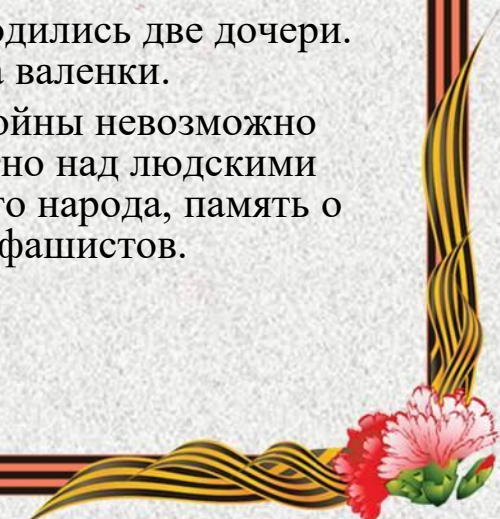 одились две дочери.
а валенки.
ойны невозможно
но над людскими
го народа, память о
фашистов.